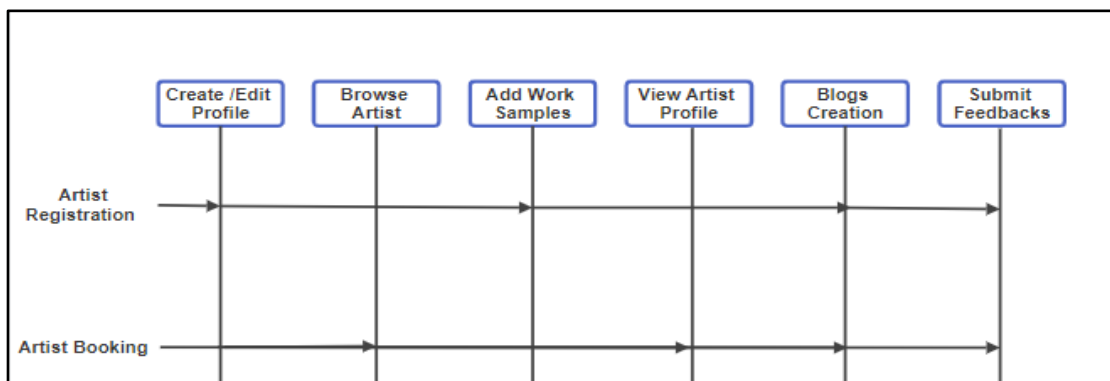 Create /Edit
Profile
Browse
Artist
Add Work
Samples
View Artist
Profile
Blogs
Creation
Submit
Feedbacks
Artist
Registration
Artist Booking